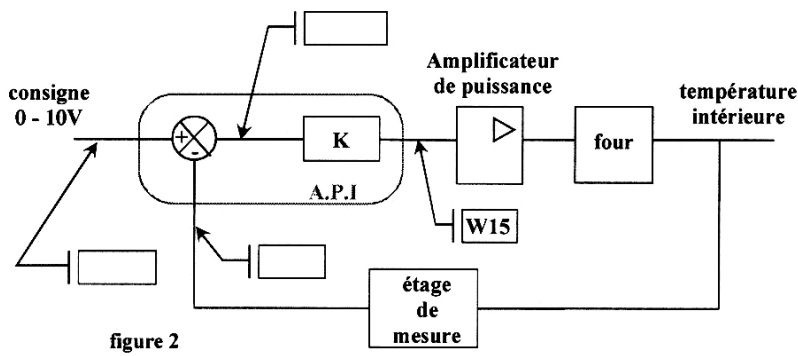 Amplificateur
de puissance
consigne
0 - 10V
température
intérieure
+
-
K
four
A.P.I
W15
étage
de
mesure
figure 2